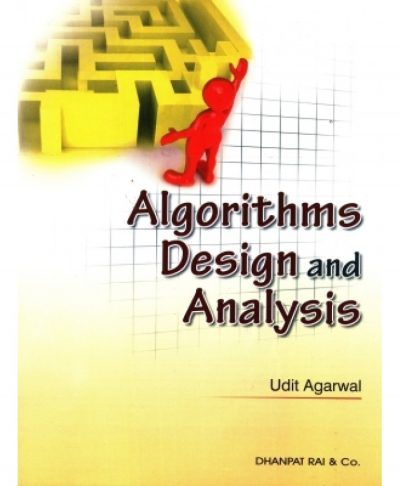 Algorithms
Design and
Analysis
Udit Agarwal
DHANPAT RAI & Co.